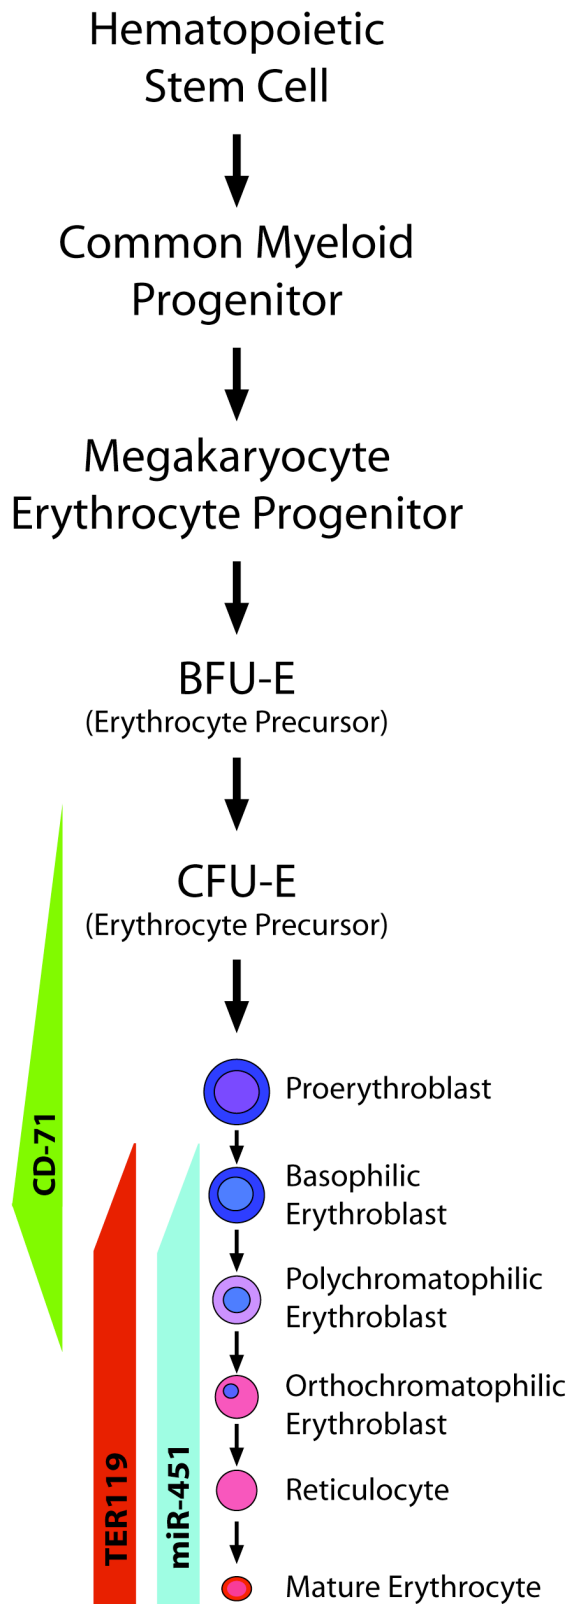 Hematopoietic
Stem Cell
Common Myeloid
Progenitor
Megakaryocyte
Erythrocyte Progenitor
BFU-E
(Erythrocyte Precursor)
CFU-E
(Erythrocyte Precursor)
Proerythroblast
CD-71
Basophilic
Erythroblast
Polychromatophilic
Erythroblast
Orthochromatophilic
Erythroblast
TER119
miR-451
Reticulocyte
Mature Erythrocyte